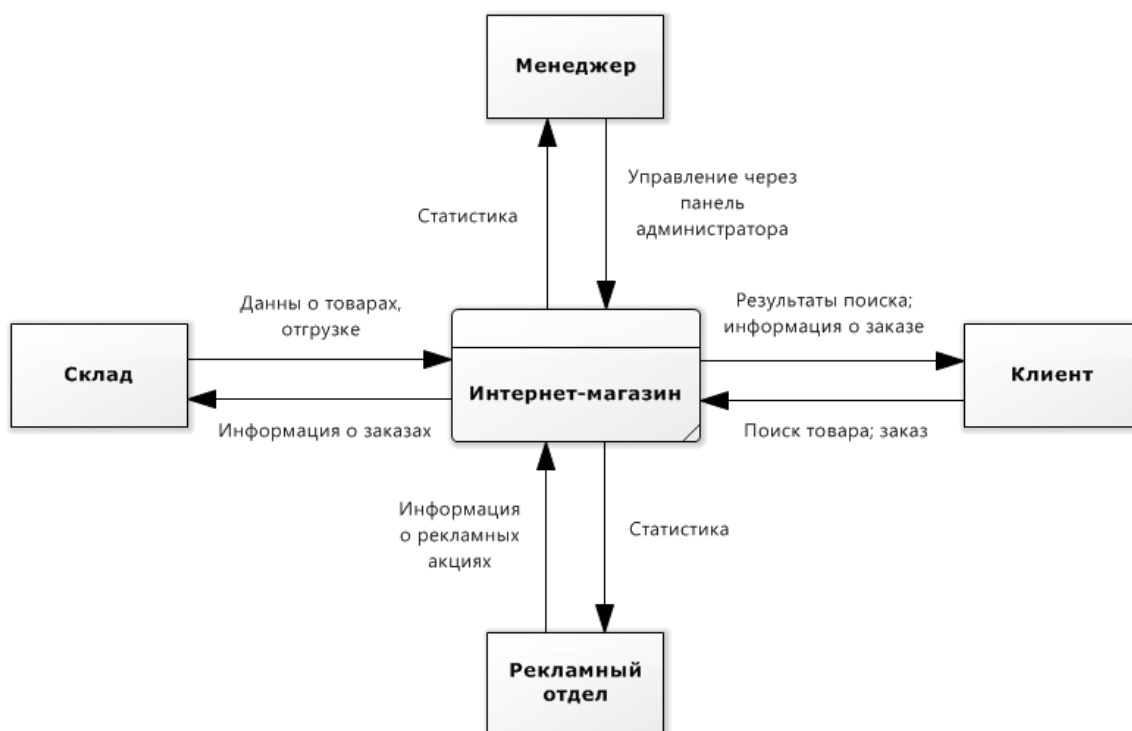 Менеджер
Управление через
панель
администратора
Статистика
Данны о товарах,
отгрузке
Результаты поиска;
информация о заказе
Склад
Интернет-магазин
Клиент
Информация о заказах
Поиск товара; заказ
Информация
о рекламных
акциях
Статистика
Рекламный
отдел